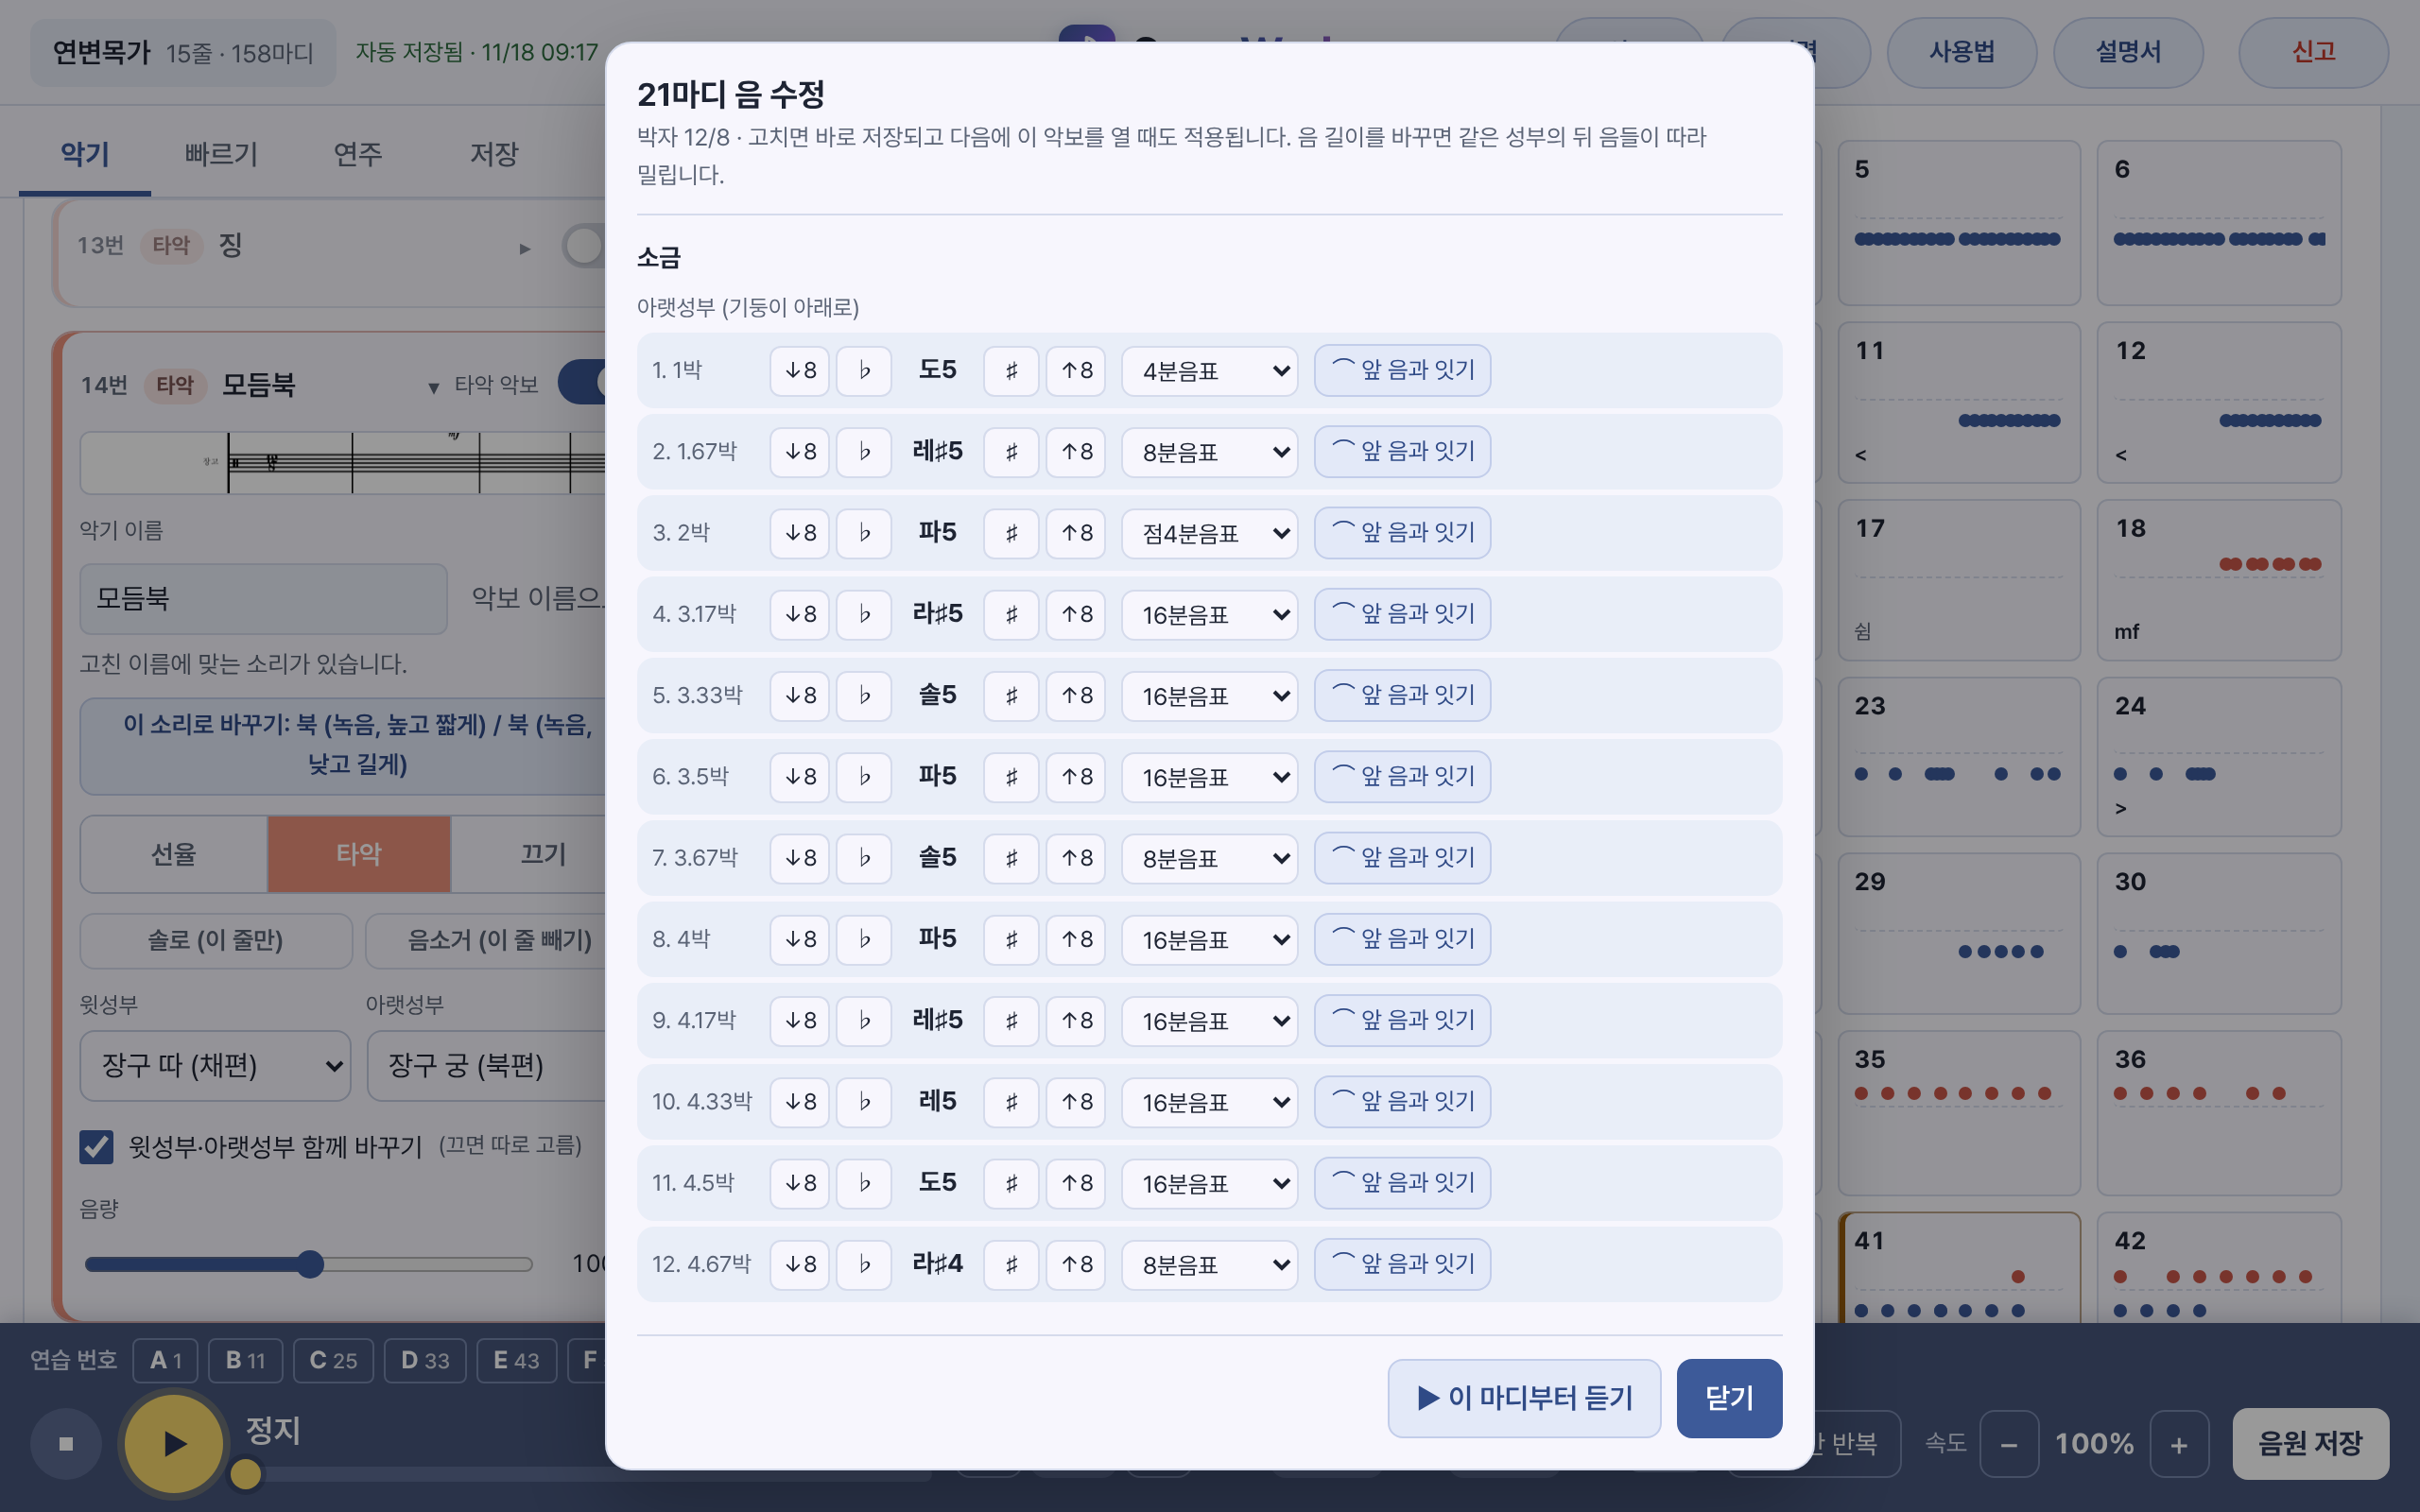 연변목가 15줄 · 158마디 자동 저장됨 · 11/18 09:17
사용법 설명서 신고
악기 빠르기 연주 저장
13번 타악 징 ▸
14번 타악 모듬북 ▾ 타악 악보
장고
악기 이름
모듬북 악보 이름으..
고친 이름에 맞는 소리가 있습니다.
이 소리로 바꾸기: 북 (녹음, 높고 짧게) / 북 (녹음,
낮고 길게)
선율 타악 끄기
솔로 (이 줄만) 음소거 (이 줄 빼기)
윗성부 아랫성부
장구 따 (채편) 장구 궁 (북편)
윗성부·아랫성부 함께 바꾸기 (끄면 따로 고름)
음량
21마디 음 수정
박자 12/8 · 고치면 바로 저장되고 다음에 이 악보를 열 때도 적용됩니다. 음 길이를 바꾸면 같은 성부의 뒤 음들이 따라
밀립니다.
소금
아랫성부 (기둥이 아래로)
1. 1박 ↓8 ♭ 도5 ♯ ↑8 4분음표 ⌒ 앞 음과 잇기
2. 1.67박 ↓8 ♭ 레♯5 ♯ ↑8 8분음표 ⌒ 앞 음과 잇기
3. 2박 ↓8 ♭ 파5 ♯ ↑8 점4분음표 ⌒ 앞 음과 잇기
4. 3.17박 ↓8 ♭ 라♯5 ♯ ↑8 16분음표 ⌒ 앞 음과 잇기
5. 3.33박 ↓8 ♭ 솔5 ♯ ↑8 16분음표 ⌒ 앞 음과 잇기
6. 3.5박 ↓8 ♭ 파5 ♯ ↑8 16분음표 ⌒ 앞 음과 잇기
7. 3.67박 ↓8 ♭ 솔5 ♯ ↑8 8분음표 ⌒ 앞 음과 잇기
8. 4박 ↓8 ♭ 파5 ♯ ↑8 16분음표 ⌒ 앞 음과 잇기
9. 4.17박 ↓8 ♭ 레♯5 ♯ ↑8 16분음표 ⌒ 앞 음과 잇기
10. 4.33박 ↓8 ♭ 레5 ♯ ↑8 16분음표 ⌒ 앞 음과 잇기
11. 4.5박 ↓8 ♭ 도5 ♯ ↑8 16분음표 ⌒ 앞 음과 잇기
12. 4.67박 ↓8 ♭ 라♯4 ♯ ↑8 8분음표 ⌒ 앞 음과 잇기
▶ 이 마디부터 듣기 닫기
5 6
11 12
< <
17 18
쉼 mf
23 24
>
29 30
35 36
41 42
연습 번호 A 1 B 11 C 25 D 33 E 43 F
정지
반복 속도 − 100% + 음원 저장